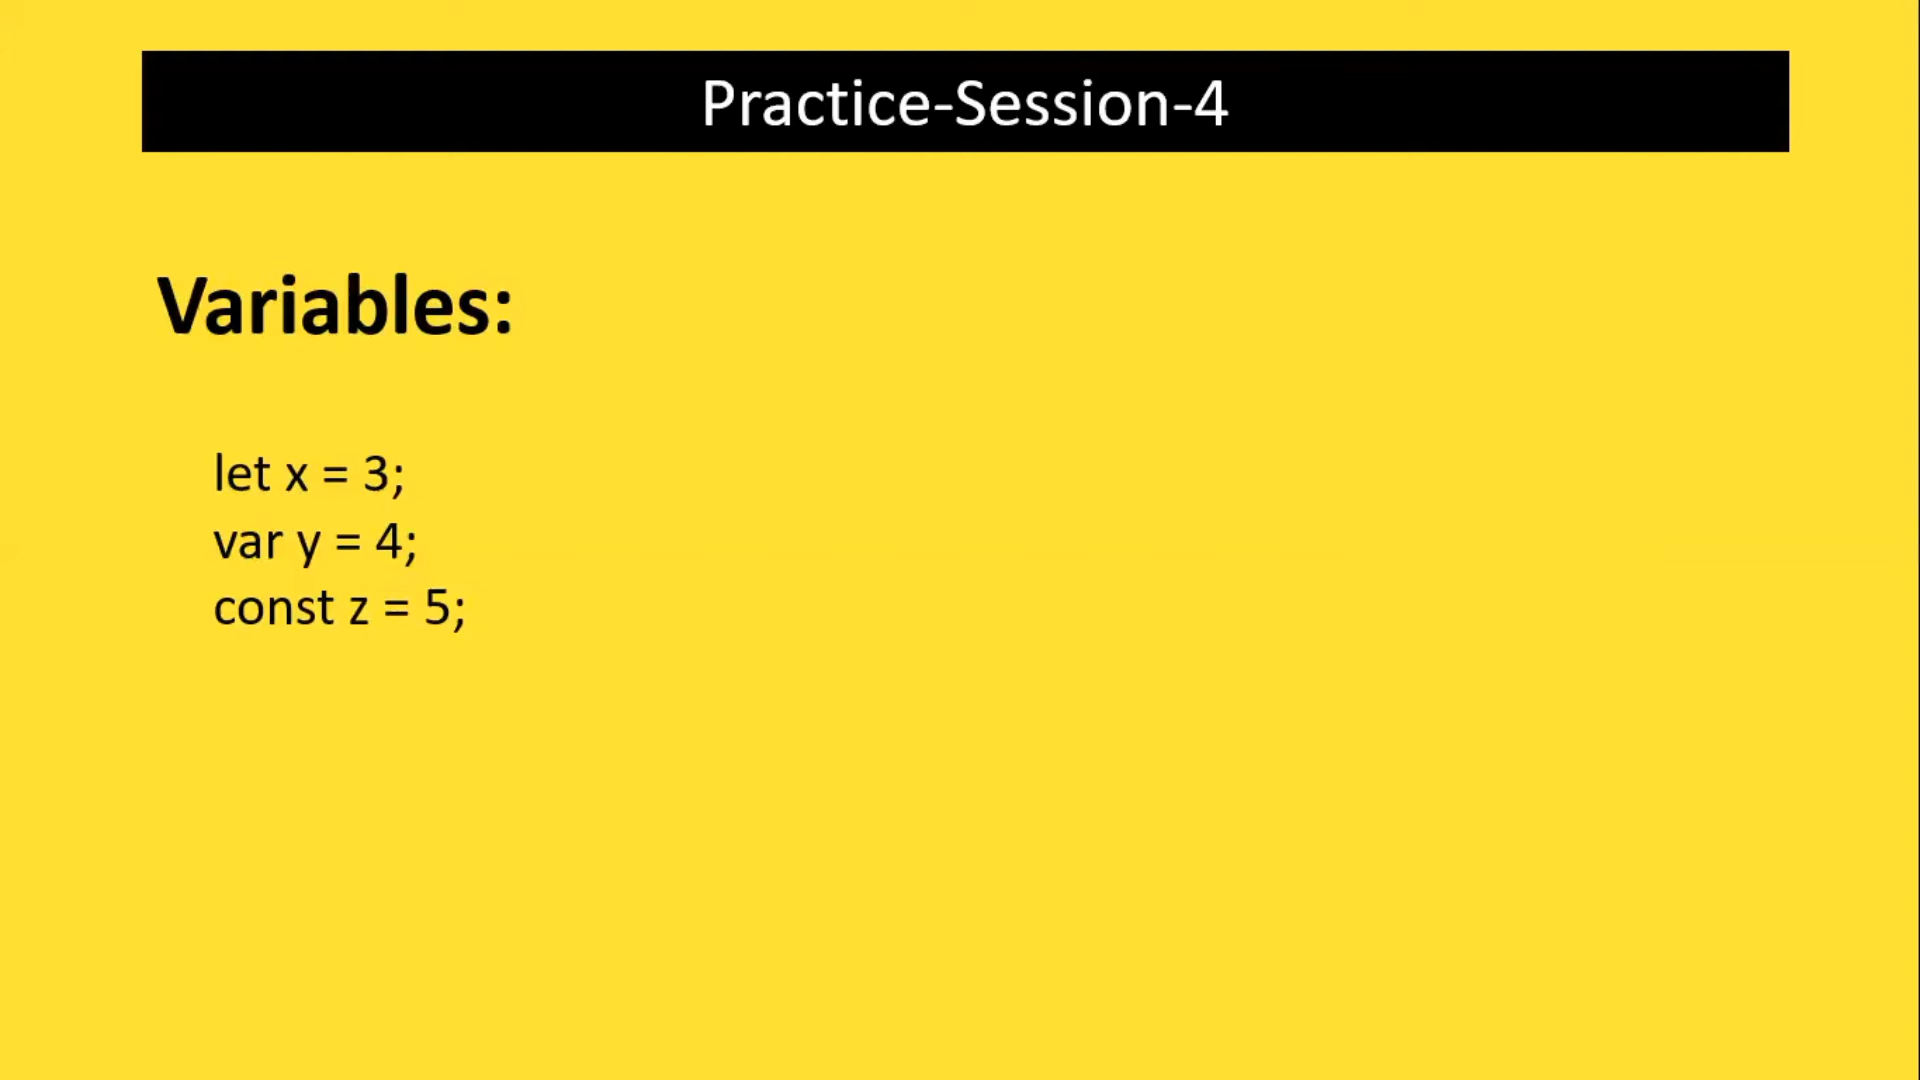 Practice-Session-4
Variables:
let x = 3;
var y = 4;
const z = 5;